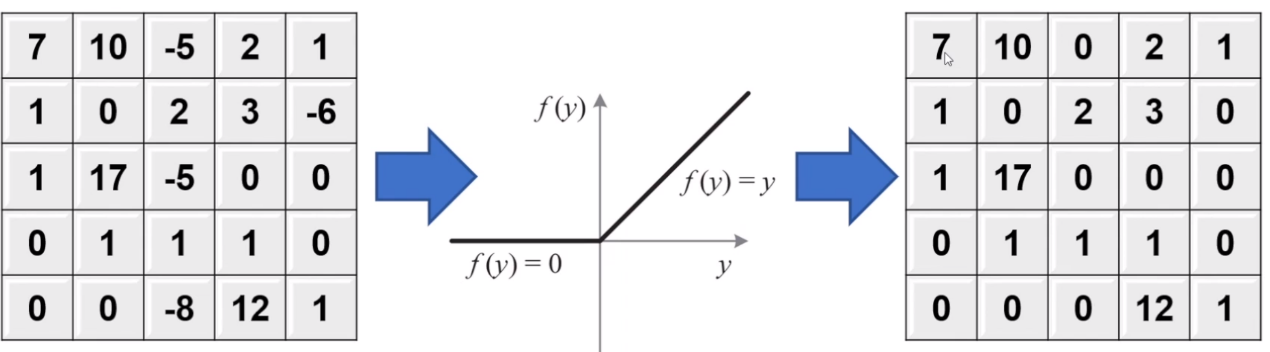 7 10 -5 2 1
1 0 2 3 -6
1 17 -5 0 0
0 1 1 1 0
0 0 -8 12 1
f(y)
f(y) = y
f(y) = 0
y
7 10 0 2 1
1 0 2 3 0
1 17 0 0 0
0 1 1 1 0
0 0 0 12 1